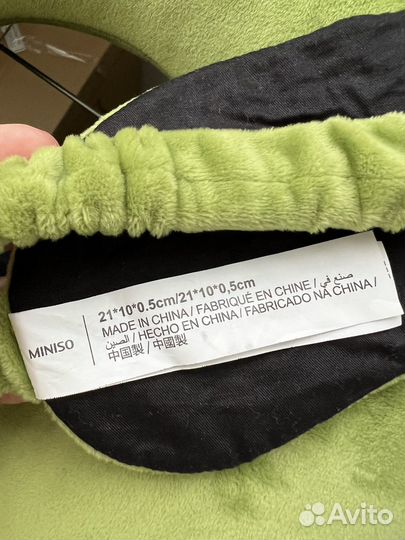 MINISO
21*10*0.5cm/21*10*0,5cm
MADE IN CHINA / FABRIQUÉ EN CHINE / صنع في
الصين / HECHO EN CHINA / FABRICADO NA CHINA /
中国製 / 中國製
Avito